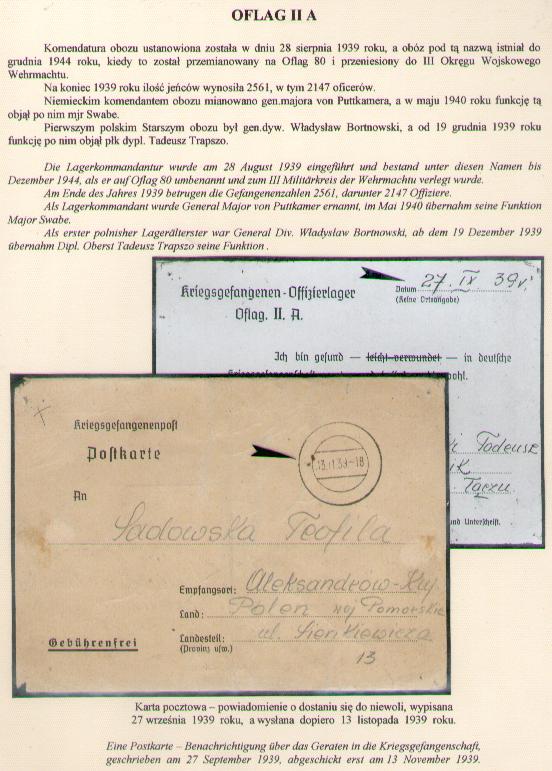 OFLAG II A
Komendatura obozu ustanowiona została w dniu 28 sierpnia 1939 roku, a obóz pod tą nazwą istniał do
grudnia 1944 roku, kiedy to został przemianowany na Oflag 80 i przeniesiony do III Okręgu Wojskowego
Wehrmachtu.
Na koniec 1939 roku ilość jeńców wynosiła 2561, w tym 2147 oficerów.
Niemieckim komendantem obozu mianowano gen.majora von Puttkamera, a w maju 1940 roku funkcję tą
objął po nim mjr Swabe.
Pierwszym polskim Starszym obozu był gen.dyw. Władysław Bortnowski, a od 19 grudnia 1939 roku
funkcję po nim objął płk dypl. Tadeusz Trapszo.
Die Lagerkommandantur wurde am 28 August 1939 eingeführt und bestand unter diesen Namen bis
Dezember 1944, als er auf Oflag 80 umbenannt und zum III Militärkreis der Wehrmachtu verlegt wurde.
Am Ende des Jahres 1939 betrugen die Gefangenenzahlen 2561, darunter 2147 Offiziere.
Als Lagerkommandant wurde General Major von Puttkamer ernannt, im Mai 1940 übernahm seine Funktion
Major Swabe.
Als erster polnisher Lagerälterster war General Div. Władysław Bortnowski, ab dem 19 Dezember 1939
übernahm Dipl. Oberst Tadeusz Trapszo seine Funktion .
Datum 27. IX 39r.
(Keine Ortsangabe)
Kriegsgefangenen-Offizierlager
Oflag. II. A.
Ich bin gesund — leicht verwundet — in deutsche
Tadeusz
und Unterschrift.
Kriegsgefangenenpost
Postkarte
13.11.39-18
An
Sadowska Teofila
Empfangsort: Aleksandrów-Kuj.
Land: Polen woj Pomorskie
Landesteil: ul. Sienkiewicza
(Provinz usw.)
13
Gebührenfrei
Karta pocztowa – powiadomienie o dostaniu się do niewoli, wypisana
27 września 1939 roku, a wysłana dopiero 13 listopada 1939 roku.
Eine Postkarte – Benachrichtigung über das Geraten in die Kriegsgefangenschaft,
geschrieben am 27 September 1939, abgeschickt erst am 13 November 1939.